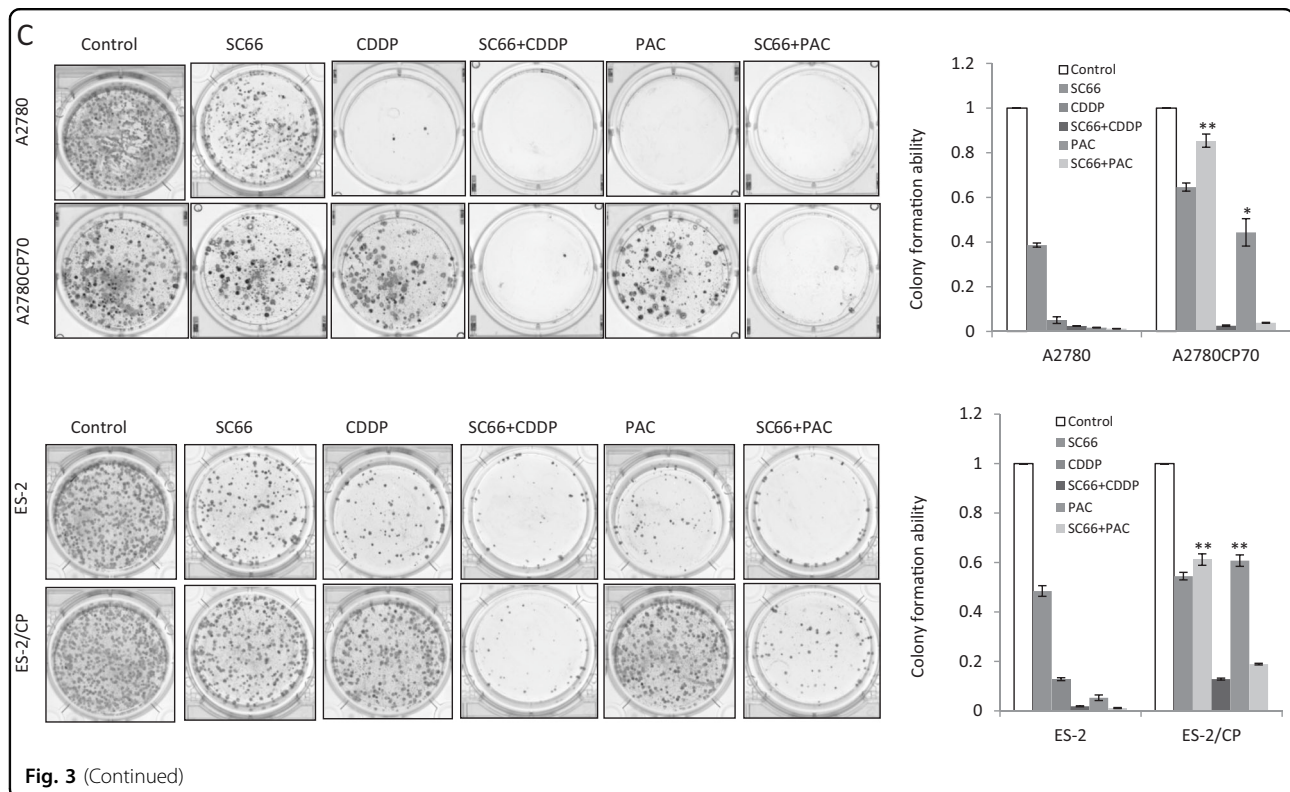 C
Control SC66 CDDP SC66+CDDP PAC SC66+PAC
A2780
A2780CP70
1.2
1
0.8
0.6
0.4
0.2
0
Colony formation ability
Control
SC66
CDDP
SC66+CDDP
PAC
SC66+PAC
**
*
A2780 A2780CP70
Control SC66 CDDP SC66+CDDP PAC SC66+PAC
ES-2
ES-2/CP
1.2
1
0.8
0.6
0.4
0.2
0
Colony formation ability
Control
SC66
CDDP
SC66+CDDP
PAC
SC66+PAC
** **
ES-2 ES-2/CP
Fig. 3 (Continued)